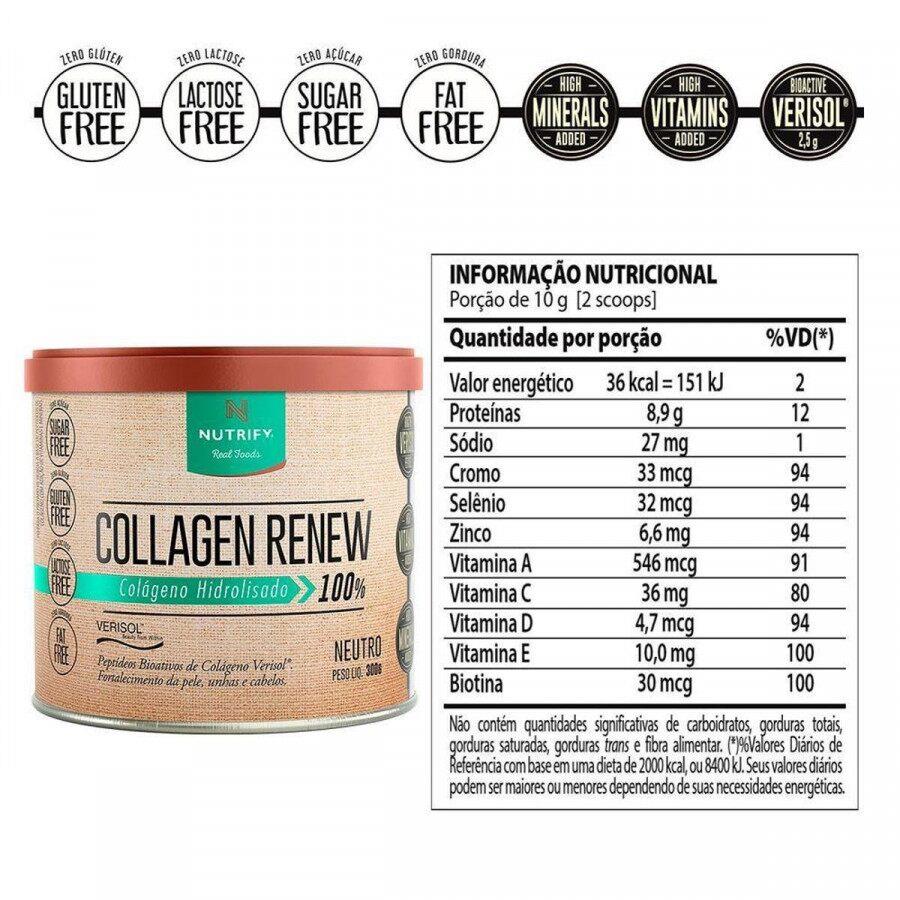 ZERO GLÚTEN
GLUTEN
FREE
ZERO LACTOSE
LACTOSE
FREE
ZERO AÇÚCAR
SUGAR
FREE
ZERO GORDURA
FAT
FREE
HIGH
MINERALS
ADDED
HIGH
VITAMINS
ADDED
BIOACTIVE
VERISOL®
2,5 g
N
NUTRIFY
Real Foods
SUGAR
FREE
GLUTEN
FREE
LACTOSE
FREE
FAT
FREE
COLLAGEN RENEW
Colágeno Hidrolisado 100%
VERISOL®
Beauty from Within
NEUTRO
PESO LIQ. 300g
Peptídeos Bioativos de Colágeno Verisol®.
Fortalecimento da pele, unhas e cabelos.
INFORMAÇÃO NUTRICIONAL
Porção de 10 g [2 scoops]
Quantidade por porção %VD(*)
Valor energético 36 kcal = 151 kJ 2
Proteínas 8,9 g 12
Sódio 27 mg 1
Cromo 33 mcg 94
Selênio 32 mcg 94
Zinco 6,6 mg 94
Vitamina A 546 mcg 91
Vitamina C 36 mg 80
Vitamina D 4,7 mcg 94
Vitamina E 10,0 mg 100
Biotina 30 mcg 100
Não contém quantidades significativas de carboidratos, gorduras totais,
gorduras saturadas, gorduras trans e fibra alimentar. (*)%Valores Diários de
Referência com base em uma dieta de 2000 kcal, ou 8400 kJ. Seus valores diários
podem ser maiores ou menores dependendo de suas necessidades energéticas.